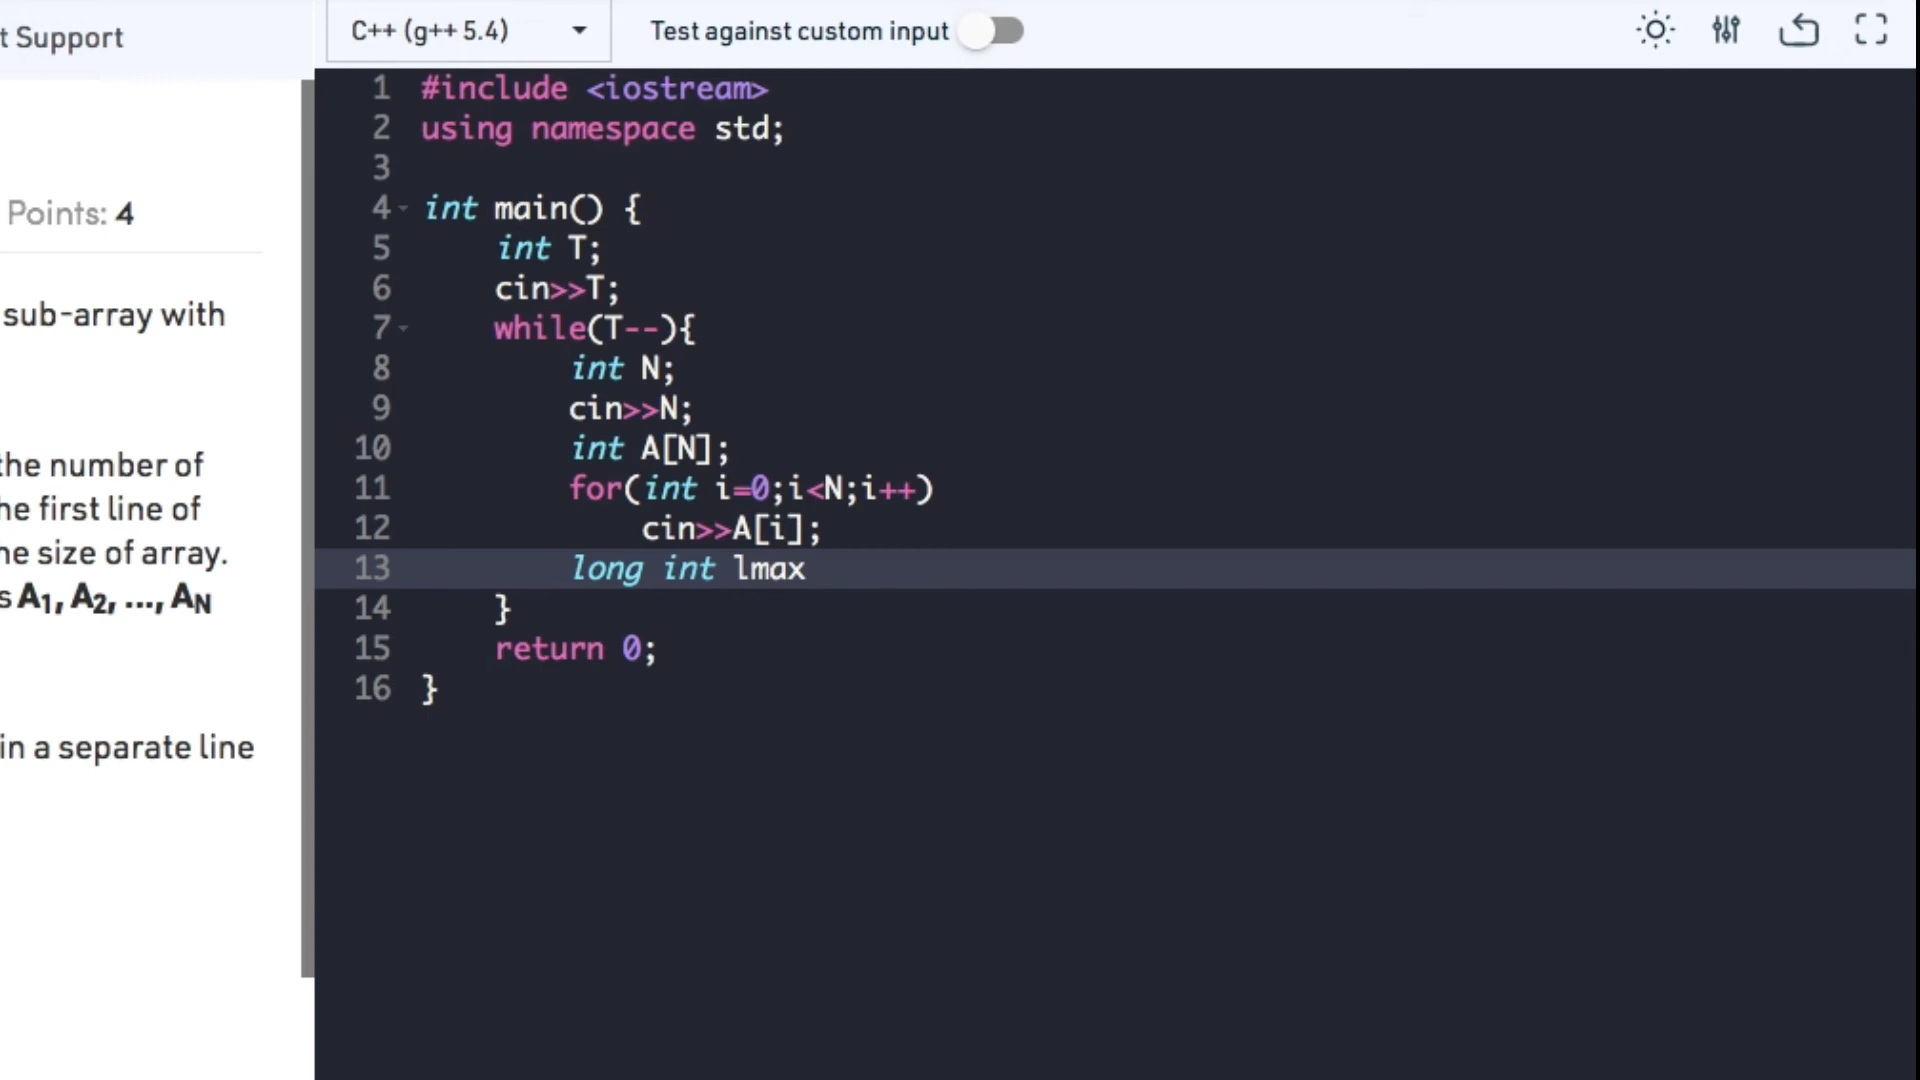 t Support
C++ (g++ 5.4)
Test against custom input
Points: 4
sub-array with
the number of
he first line of
he size of array.
s A1, A2, ..., AN
in a separate line
1 #include <iostream>
2 using namespace std;
3
4 int main() {
5 int T;
6 cin>>T;
7 while(T--){
8 int N;
9 cin>>N;
10 int A[N];
11 for(int i=0;i<N;i++)
12 cin>>A[i];
13 long int lmax
14 }
15 return 0;
16 }